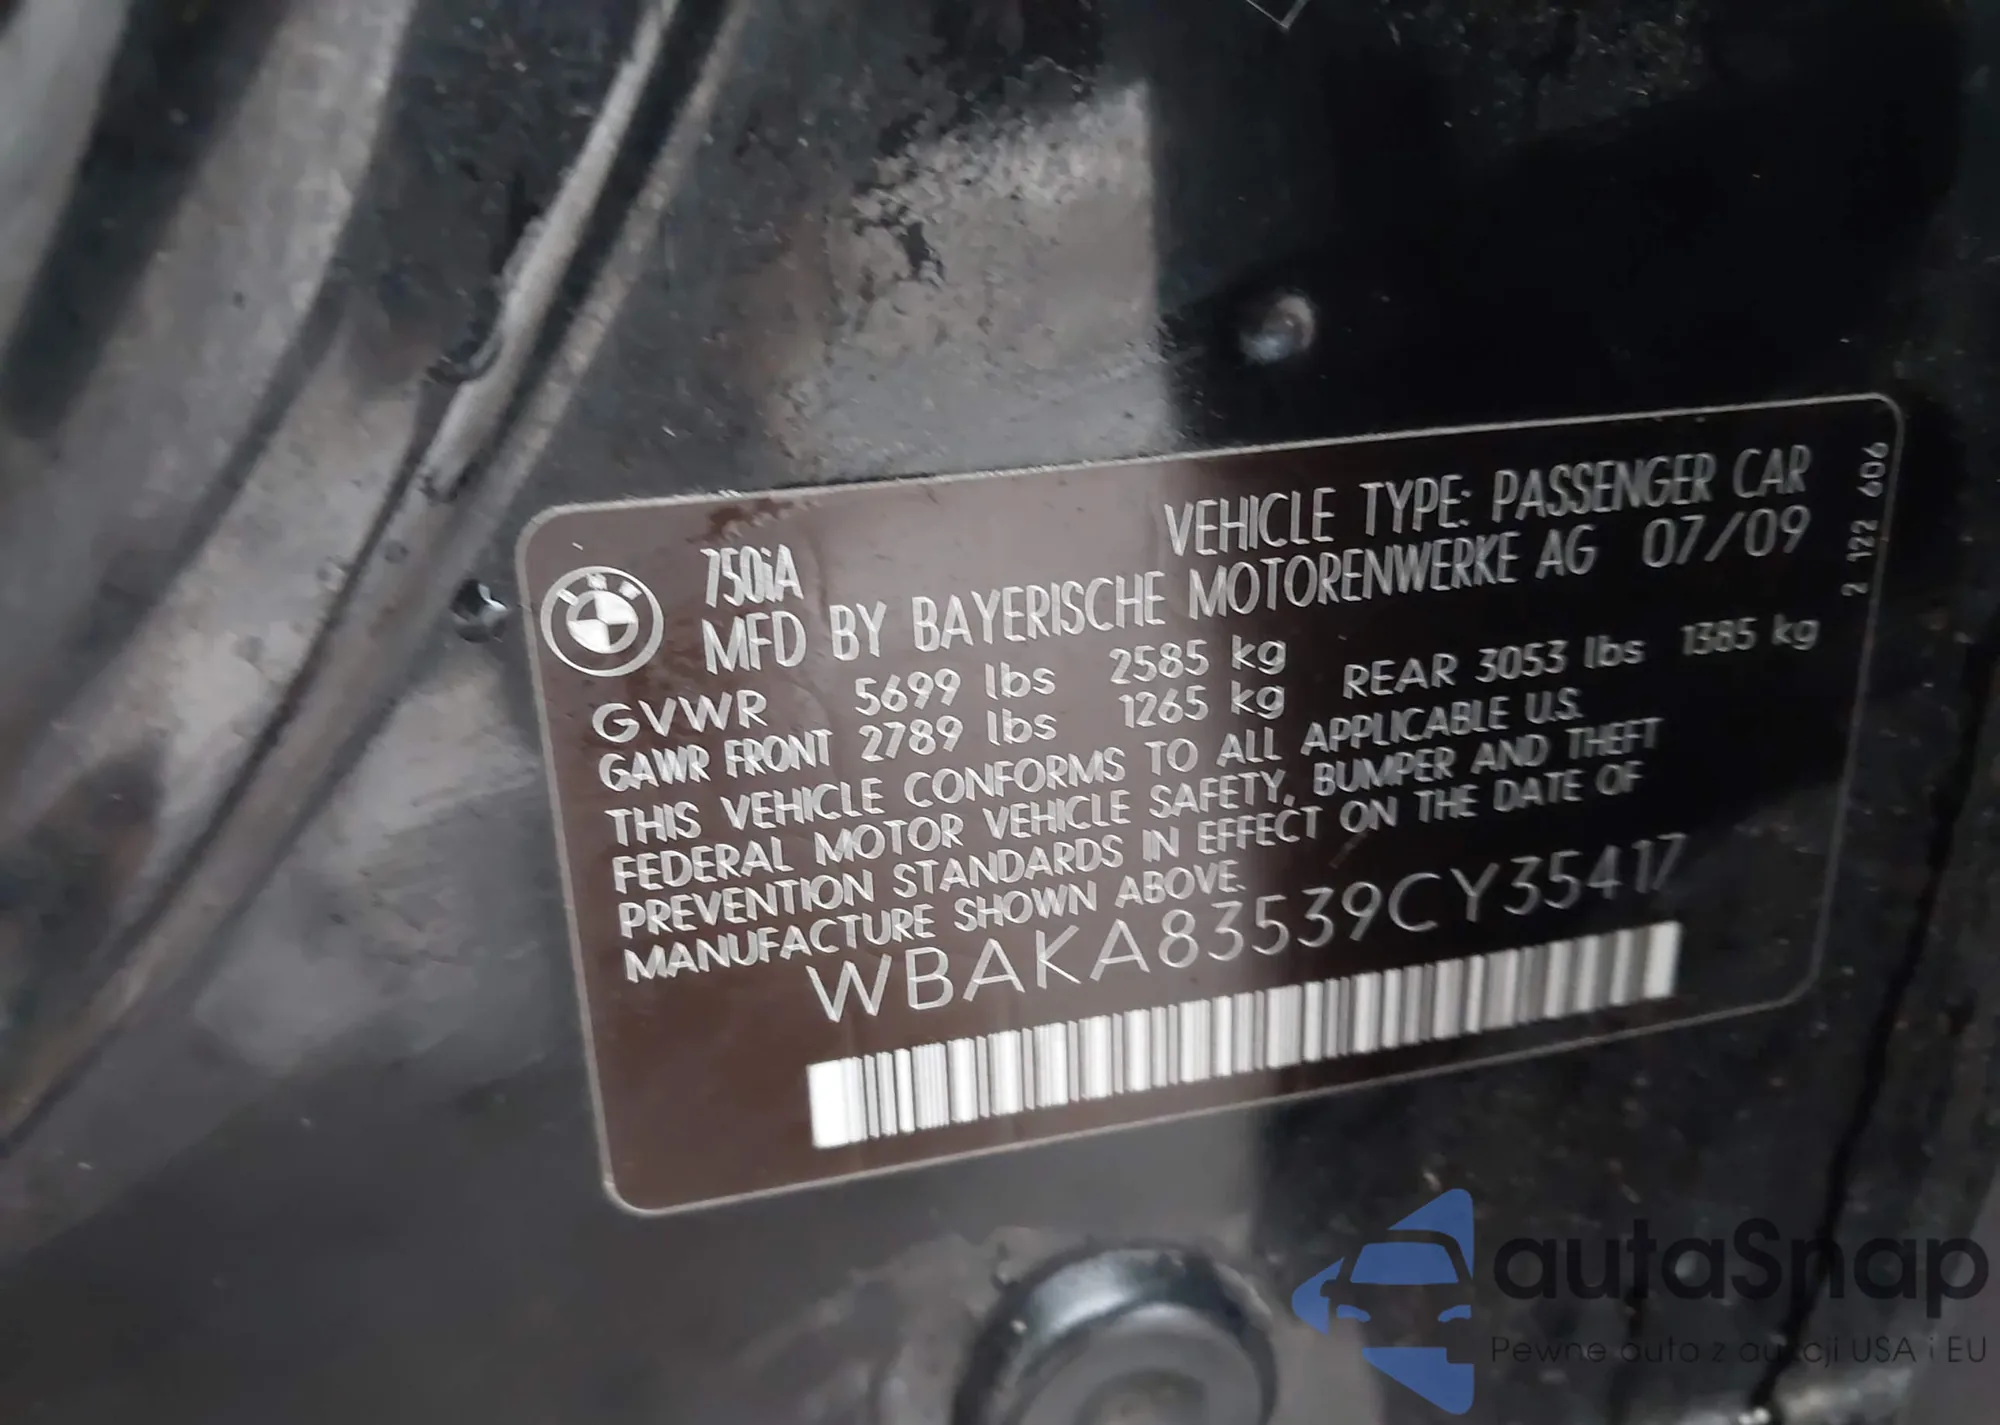 BMW
750iA
VEHICLE TYPE: PASSENGER CAR
MFD BY BAYERISCHE MOTORENWERKE AG 07/09
GVWR 5699 lbs 2585 kg
GAWR FRONT 2789 lbs 1265 kg REAR 3053 lbs 1385 kg
THIS VEHICLE CONFORMS TO ALL APPLICABLE U.S.
FEDERAL MOTOR VEHICLE SAFETY, BUMPER AND THEFT
PREVENTION STANDARDS IN EFFECT ON THE DATE OF
MANUFACTURE SHOWN ABOVE.
WBAKA83539CY35417
2 122 606
autaSnap
Pewne auta z aukcji USA i EU